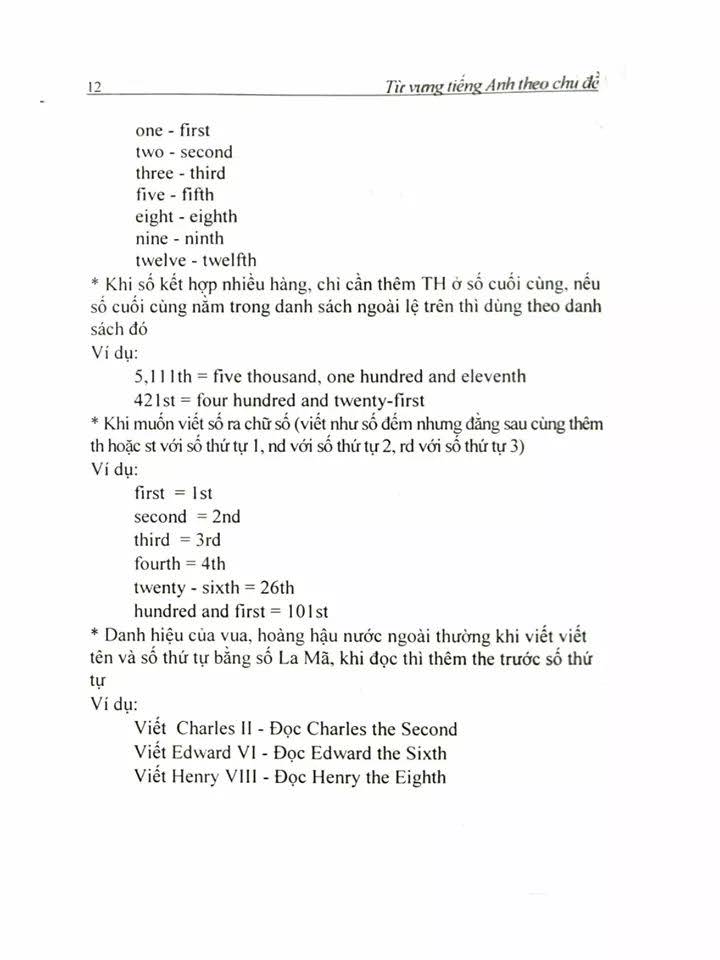 12 Từ vựng tiếng Anh theo chủ đề
one - first
two - second
three - third
five - fifth
eight - eighth
nine - ninth
twelve - twelfth
* Khi số kết hợp nhiều hàng, chỉ cần thêm TH ở số cuối cùng, nếu
số cuối cùng nằm trong danh sách ngoài lệ trên thì dùng theo danh
sách đó
Ví dụ:
5,111th = five thousand, one hundred and eleventh
421st = four hundred and twenty-first
* Khi muốn viết số ra chữ số (viết như số đếm nhưng đằng sau cùng thêm
th hoặc st với số thứ tự 1, nd với số thứ tự 2, rd với số thứ tự 3)
Ví dụ:
first = 1st
second = 2nd
third = 3rd
fourth = 4th
twenty - sixth = 26th
hundred and first = 101st
* Danh hiệu của vua, hoàng hậu nước ngoài thường khi viết viết
tên và số thứ tự bằng số La Mã, khi đọc thì thêm the trước số thứ
tự
Ví dụ:
Viết Charles II - Đọc Charles the Second
Viết Edward VI - Đọc Edward the Sixth
Viết Henry VIII - Đọc Henry the Eighth